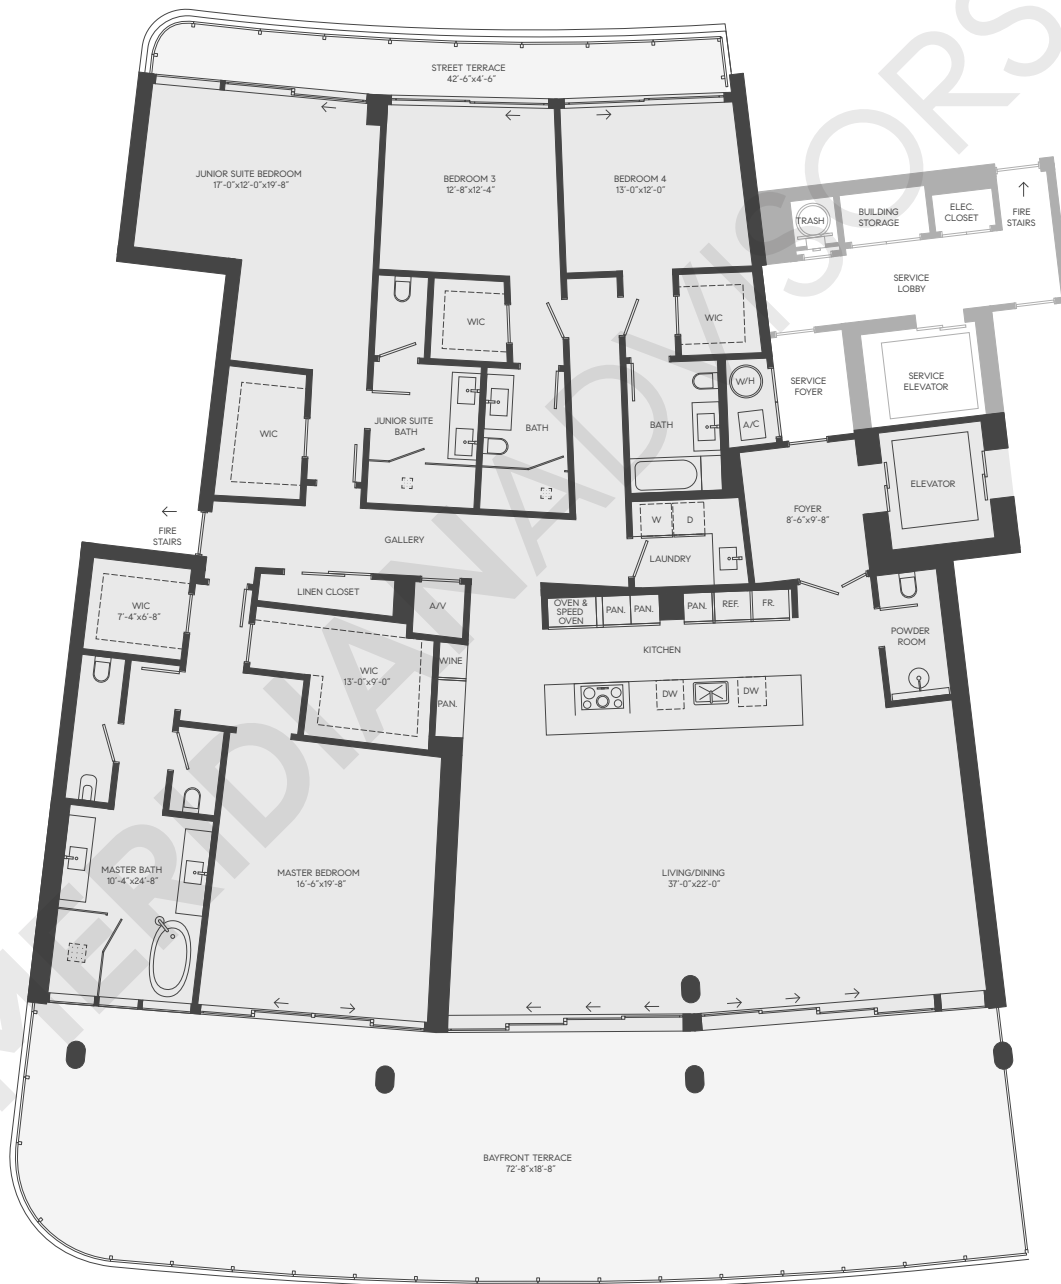 STREET TERRACE
42'-6"x4'-6"
JUNIOR SUITE BEDROOM
17'-0"x12'-0"x19'-8"
BEDROOM 3
12'-8"x12'-4"
BEDROOM 4
13'-0"x12'-0"
TRASH
BUILDING
STORAGE
ELEC.
CLOSET
FIRE
STAIRS
SERVICE
LOBBY
WIC
WIC
SERVICE
FOYER
SERVICE
ELEVATOR
W/H
A/C
WIC
JUNIOR SUITE
BATH
BATH
BATH
ELEVATOR
FOYER
8'-6"x9'-8"
W
D
FIRE
STAIRS
GALLERY
LAUNDRY
LINEN CLOSET
A/V
OVEN &
SPEED
OVEN
PAN.
PAN.
PAN.
REF.
FR.
WIC
7'-4"x6'-8"
POWDER
ROOM
KITCHEN
WINE
WIC
13'-0"x9'-0"
PAN.
DW
DW
MASTER BATH
10'-4"x24'-8"
MASTER BEDROOM
16'-6"x19'-8"
LIVING/DINING
37'-0"x22'-0"
BAYFRONT TERRACE
72'-8"x18'-8"
MERIDIANADVISORS